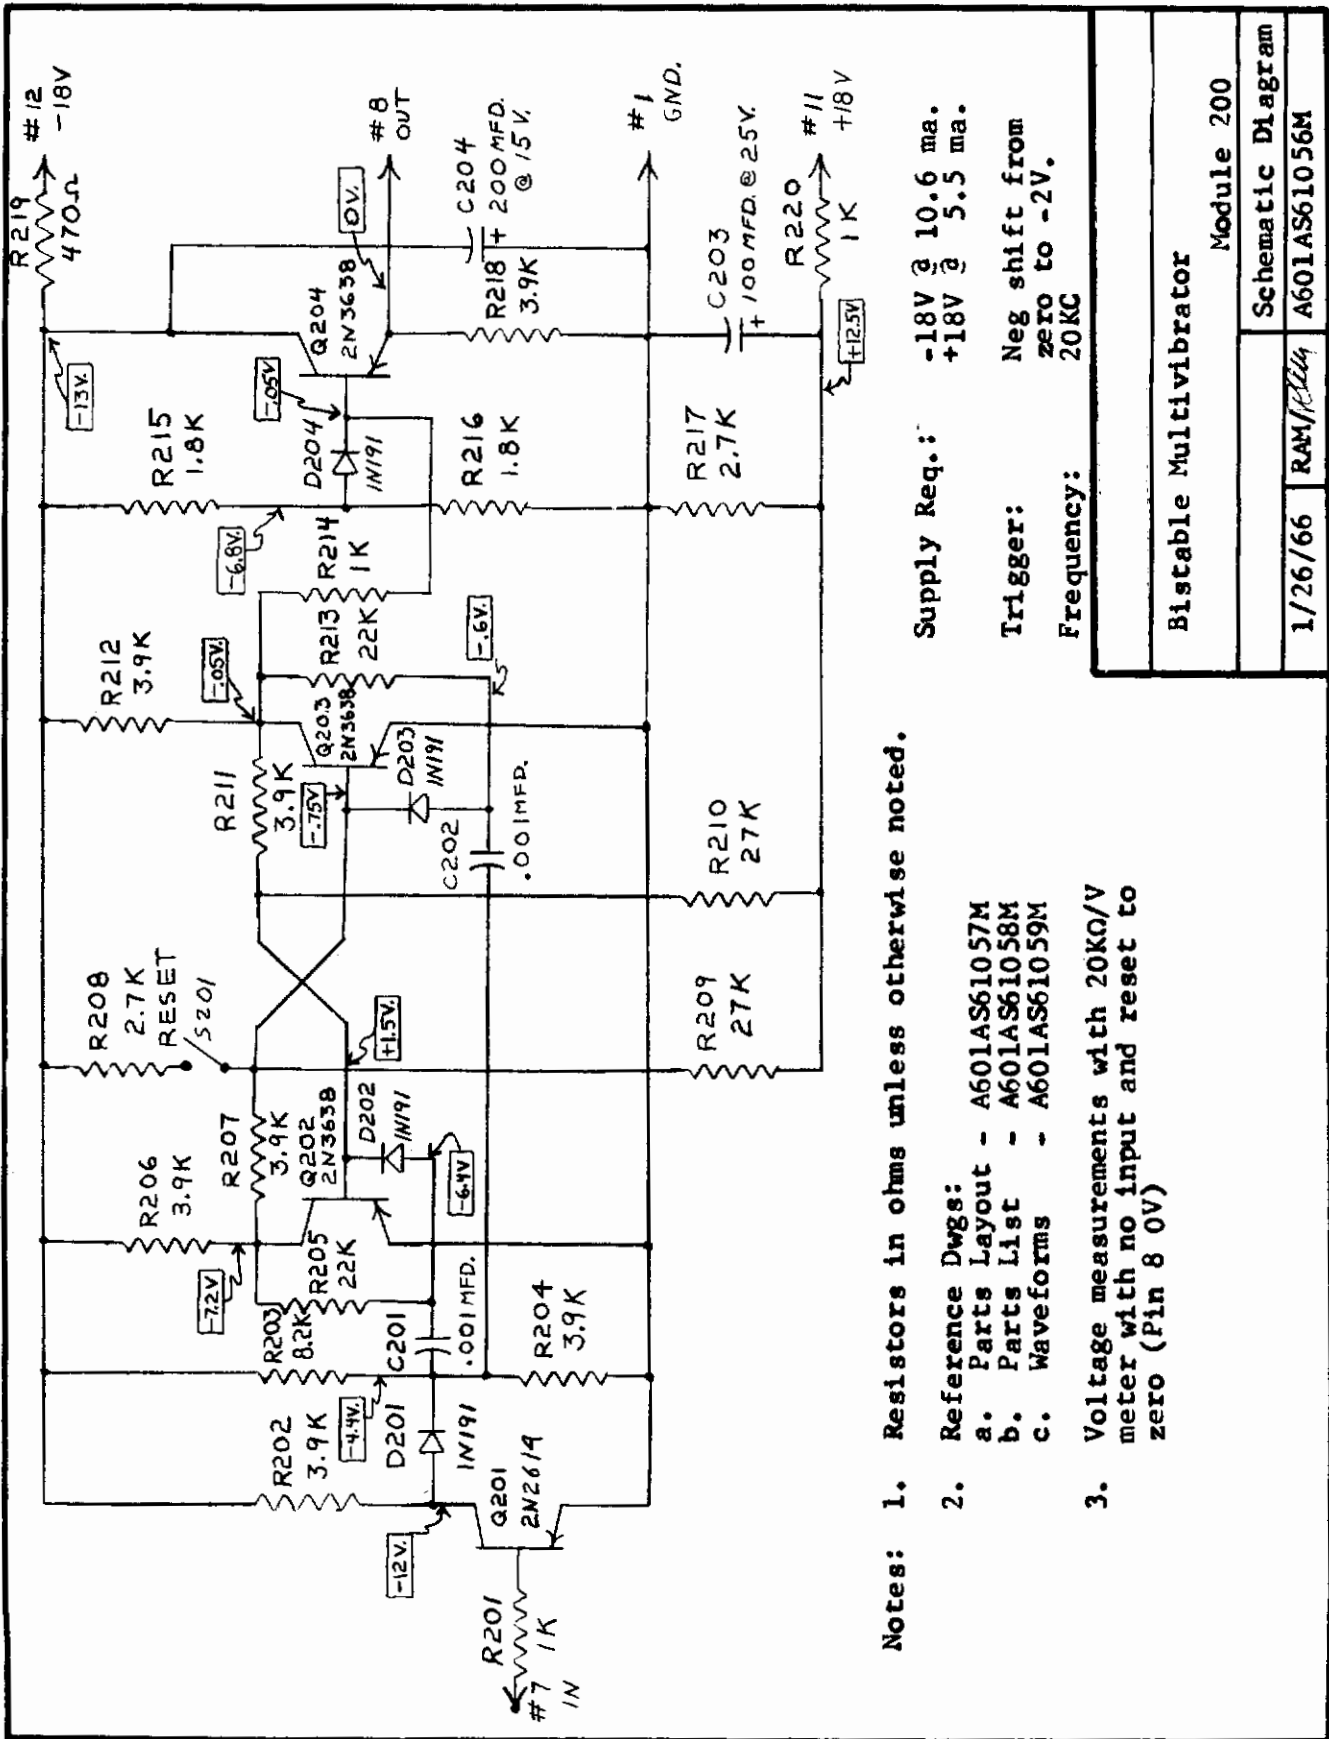 R219
470Ω
#12
-18V
-13V.
R215
1.8K
R212
3.9K
R208
2.7K
RESET
S201
R206
3.9K
-7.2V
R207
3.9K
Q202
2N3638
D202
1N191
+1.5V.
-6.4V
R205
22K
R203
8.2K
C201
.001MFD.
-4.4V.
R202
3.9K
D201
1N191
-12V.
Q201
2N2614
R201
1K
#7
IN
R204
3.9K
R211
3.9K
-.05V.
Q203
2N3638
-.75V
D203
1N191
C202
.001MFD.
R213
22K
-.6V.
R214
1K
-6.8V.
D204
1N191
-.05V
Q204
2N3638
0V.
#8
OUT
C204
+ 200MFD.
@ 15V.
R218
3.9K
R216
1.8K
#1
GND.
R209
27K
R210
27K
R217
2.7K
C203
+ 100MFD.@25V.
+12.5V
R220
1K
#11
+18V
Supply Req.: -18V @ 10.6 ma.
+18V @ 5.5 ma.
Trigger: Neg shift from
zero to -2V.
Frequency: 20KC
Notes: 1. Resistors in ohms unless otherwise noted.
2. Reference Dwgs:
a. Parts Layout - A601AS61057M
b. Parts List - A601AS61058M
c. Waveforms - A601AS61059M
3. Voltage measurements with 20KΩ/V
meter with no input and reset to
zero (Pin 8 0V)
Bistable Multivibrator
Module 200
Schematic Diagram
1/26/66 RAM/ A601AS61056M